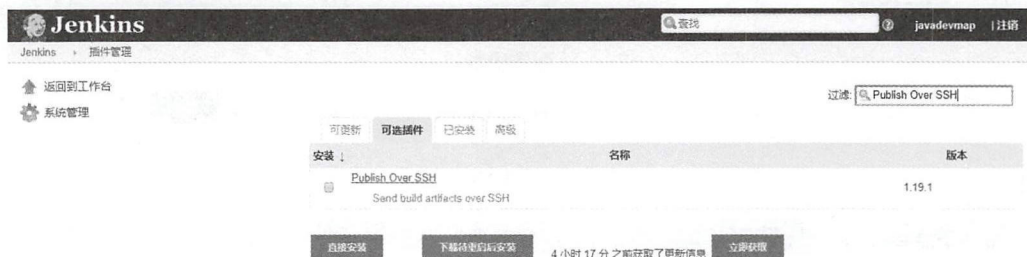 Jenkins
查找
javadevmap
注销
Jenkins
插件管理
返回到工作台
过滤:
Publish Over SSH
系统管理
可更新
可选插件
已安装
高级
安装 ↓
名称
版本
Publish Over SSH
1.19.1
Send build artifacts over SSH
直接安装
下载待重启后安装
4 小时 17 分 之前获取了更新信息
立即获取